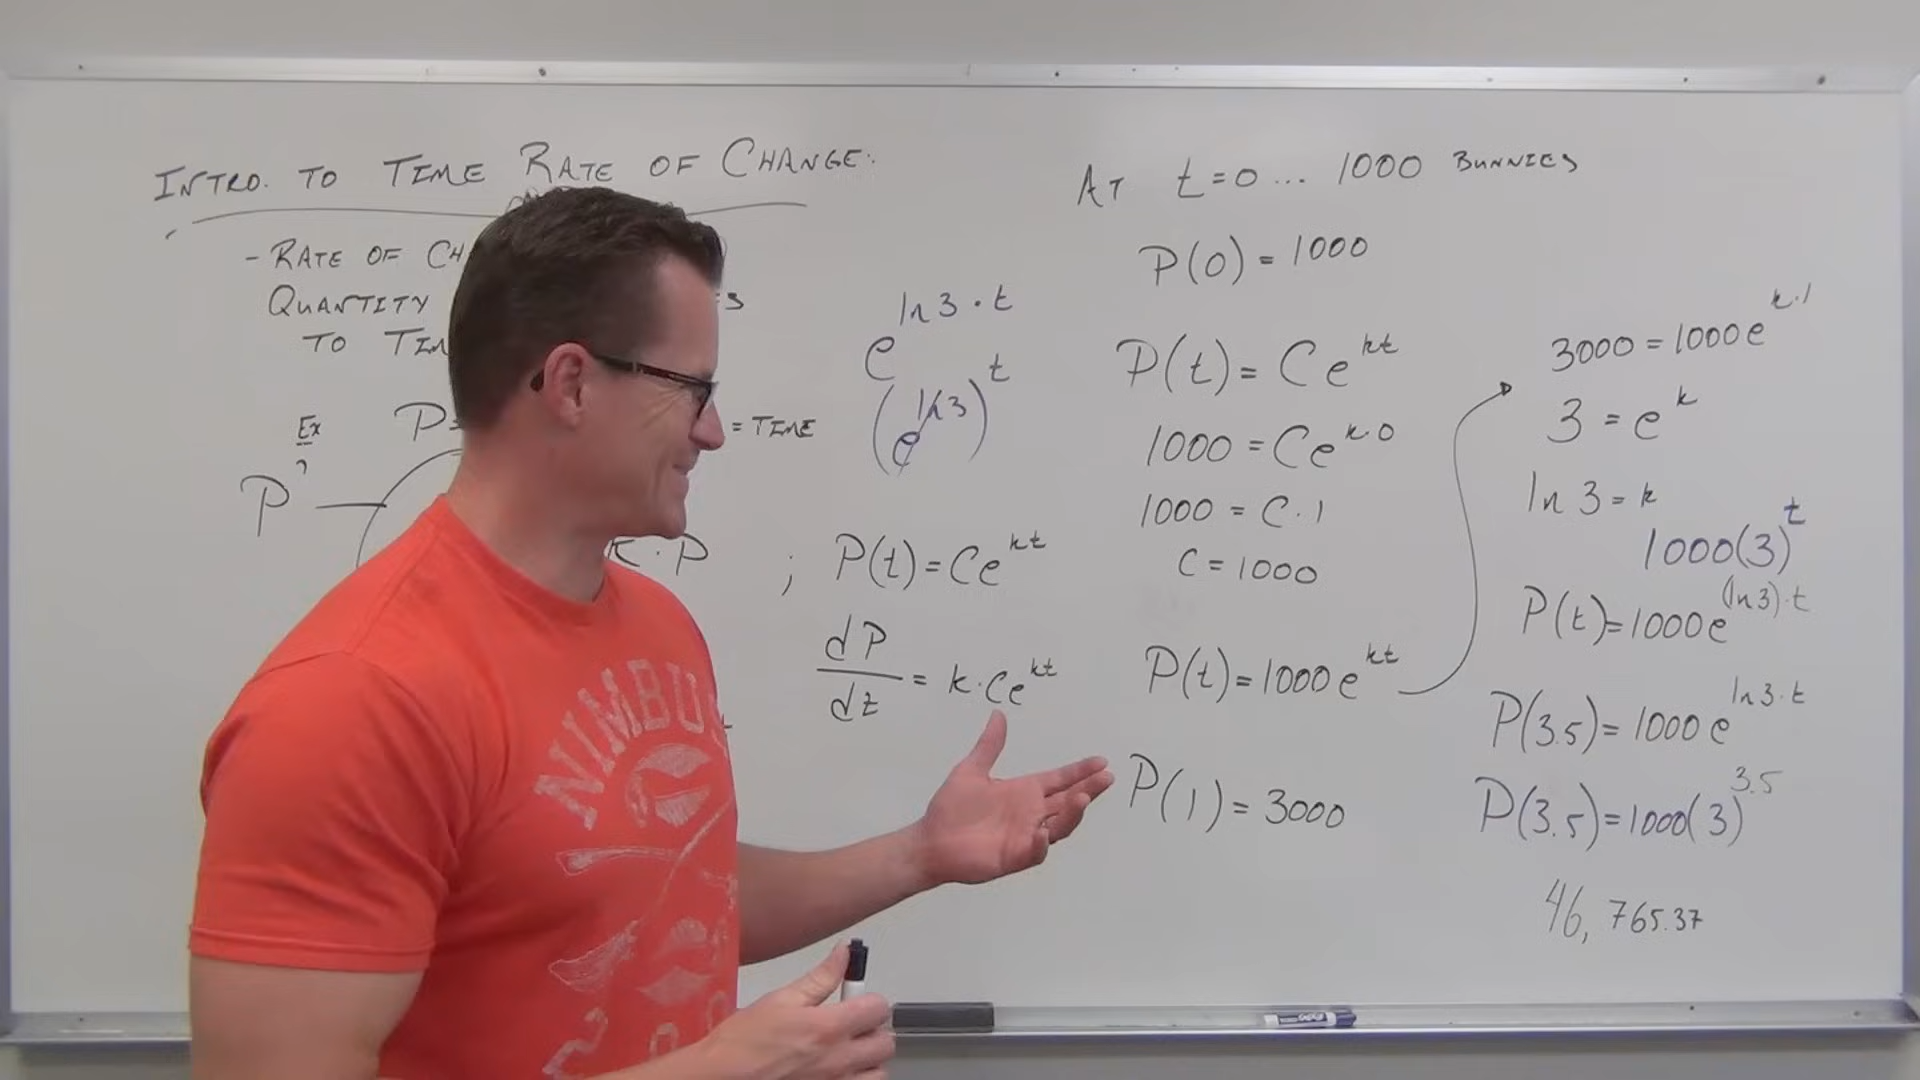 INTRO. TO TIME RATE OF CHANGE:
- RATE OF CH
QUANTITY
TO TIM
Ex
P = = TIME
P
K · P ; P(t) = Ce^kt
dP/dt = k · Ce^kt
e^ln3·t
(e^ln3)^t
AT t=0... 1000 BUNNIES
P(0) = 1000
P(t) = Ce^kt
1000 = Ce^k·0
1000 = C · 1
C = 1000
P(t) = 1000e^kt
P(1) = 3000
3000 = 1000e^k·1
3 = e^k
ln 3 = k
1000(3)^t
P(t) = 1000e^(ln3)·t
P(3.5) = 1000e^ln3·t
P(3.5) = 1000(3)^3.5
46,765.37
NIMBUS